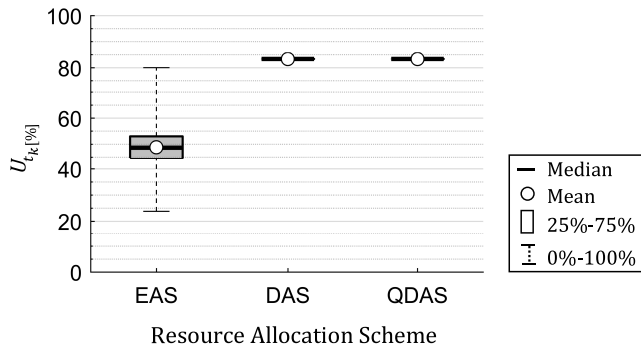 100
80
60
40
20
0
U_{t_k}[%]
EAS DAS QDAS
Resource Allocation Scheme
Median
Mean
25%-75%
0%-100%